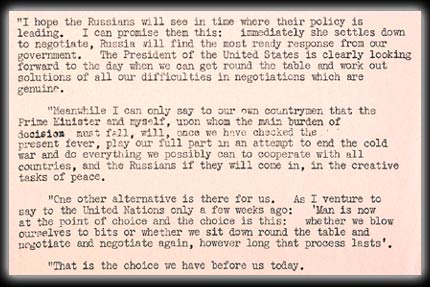 "I hope the Russians will see in time where their policy is
leading. I can promise them this: immediately she settles down
to negotiate, Russia will find the most ready response from our
government. The President of the United States is clearly looking
forward to the day when we can get round the table and work out
solutions of all our difficulties in negotiations which are
genuine.
"Meanwhile I can only say to our own countrymen that the
Prime Minister and myself, upon whom the main burden of
decision must fall, will, once we have checked the
present fever, play our full part in an attempt to end the cold
war and do everything we possibly can to cooperate with all
countries, and the Russians if they will come in, in the creative
tasks of peace.
"One other alternative is there for us. As I venture to
say to the United Nations only a few weeks ago: 'Man is now
at the point of choice and the choice is this: whether we blow
ourselves to bits or whether we sit down round the table and
negotiate and negotiate again, however long that process lasts'.
"That is the choice we have before us today.